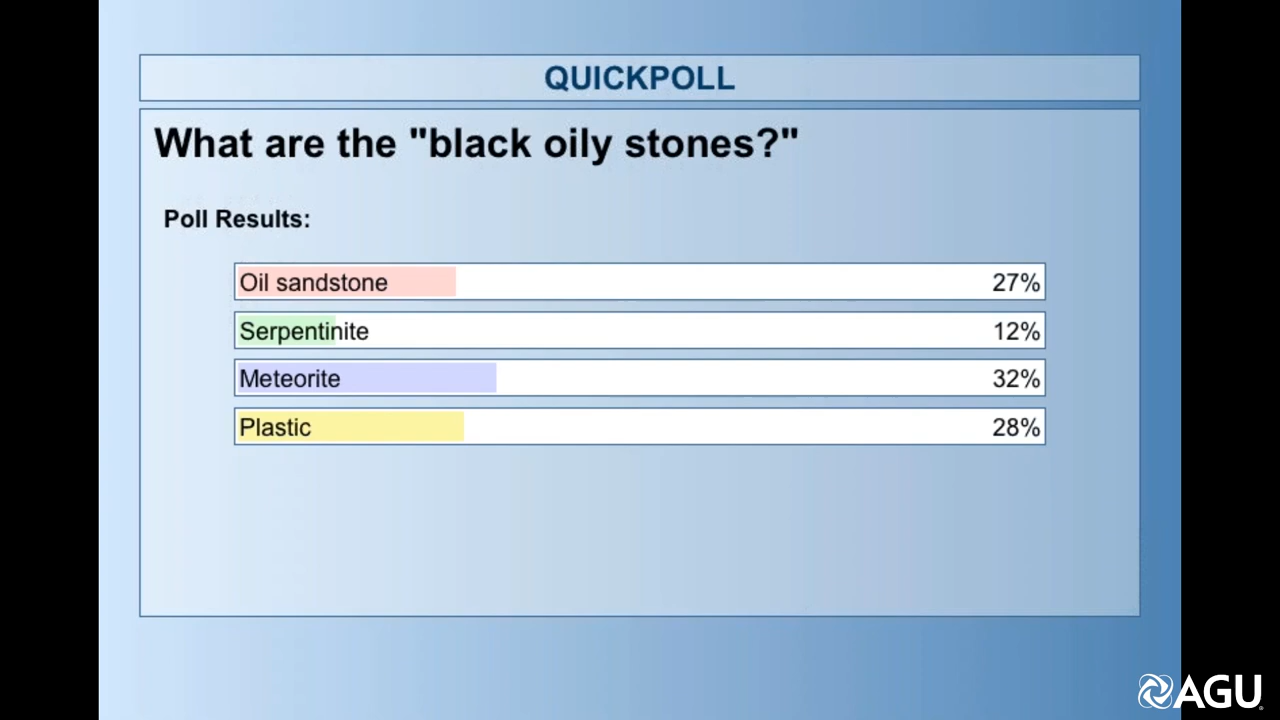 QUICKPOLL
What are the "black oily stones?"
Poll Results:
Oil sandstone 27%
Serpentinite 12%
Meteorite 32%
Plastic 28%
AGU